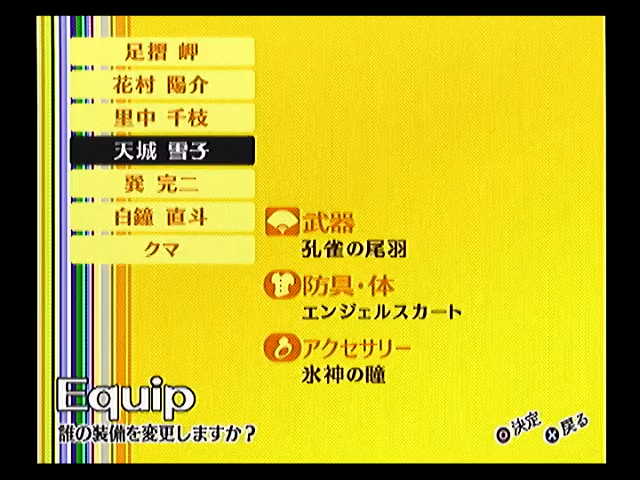 足摺 岬
花村 陽介
里中 千枝
天城 雪子
巽 完二
白鐘 直斗
クマ
武器
孔雀の尾羽
防具・体
エンジェルスカート
アクセサリー
氷神の瞳
Equip
誰の装備を変更しますか?
O 決定 X 戻る